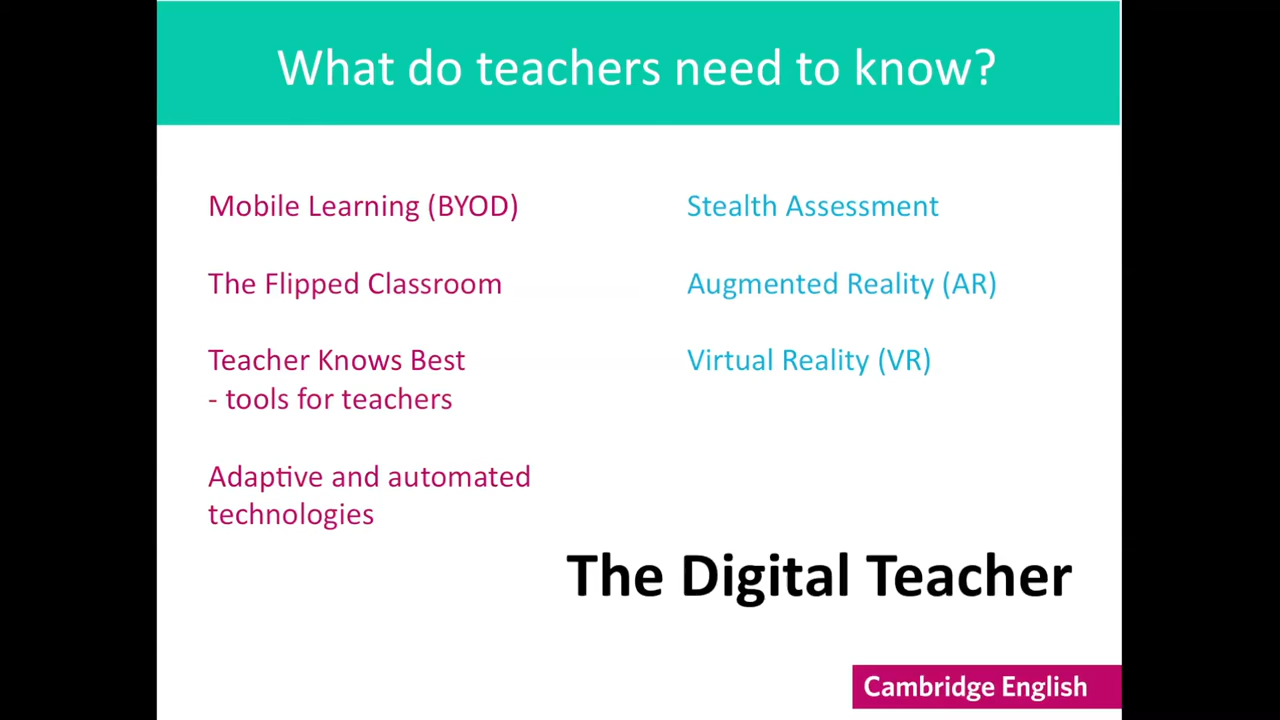 What do teachers need to know?
Mobile Learning (BYOD)
The Flipped Classroom
Teacher Knows Best
- tools for teachers
Adaptive and automated
technologies
Stealth Assessment
Augmented Reality (AR)
Virtual Reality (VR)
The Digital Teacher
Cambridge English